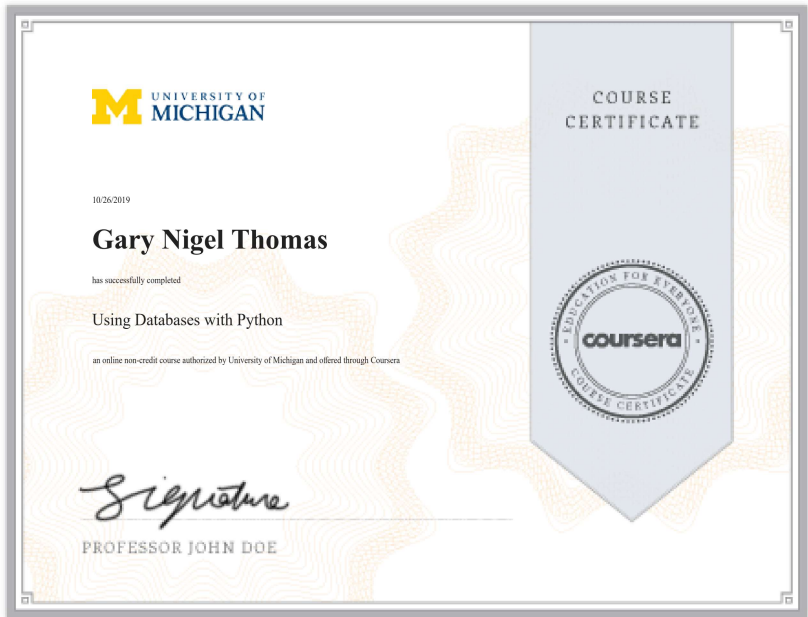 UNIVERSITY OF
MICHIGAN
COURSE
CERTIFICATE
10/26/2019
Gary Nigel Thomas
has successfully completed
Using Databases with Python
an online non-credit course authorized by University of Michigan and offered through Coursera
EDUCATION FOR EVERYONE
coursera
COURSE CERTIFICATE
Signature
PROFESSOR JOHN DOE